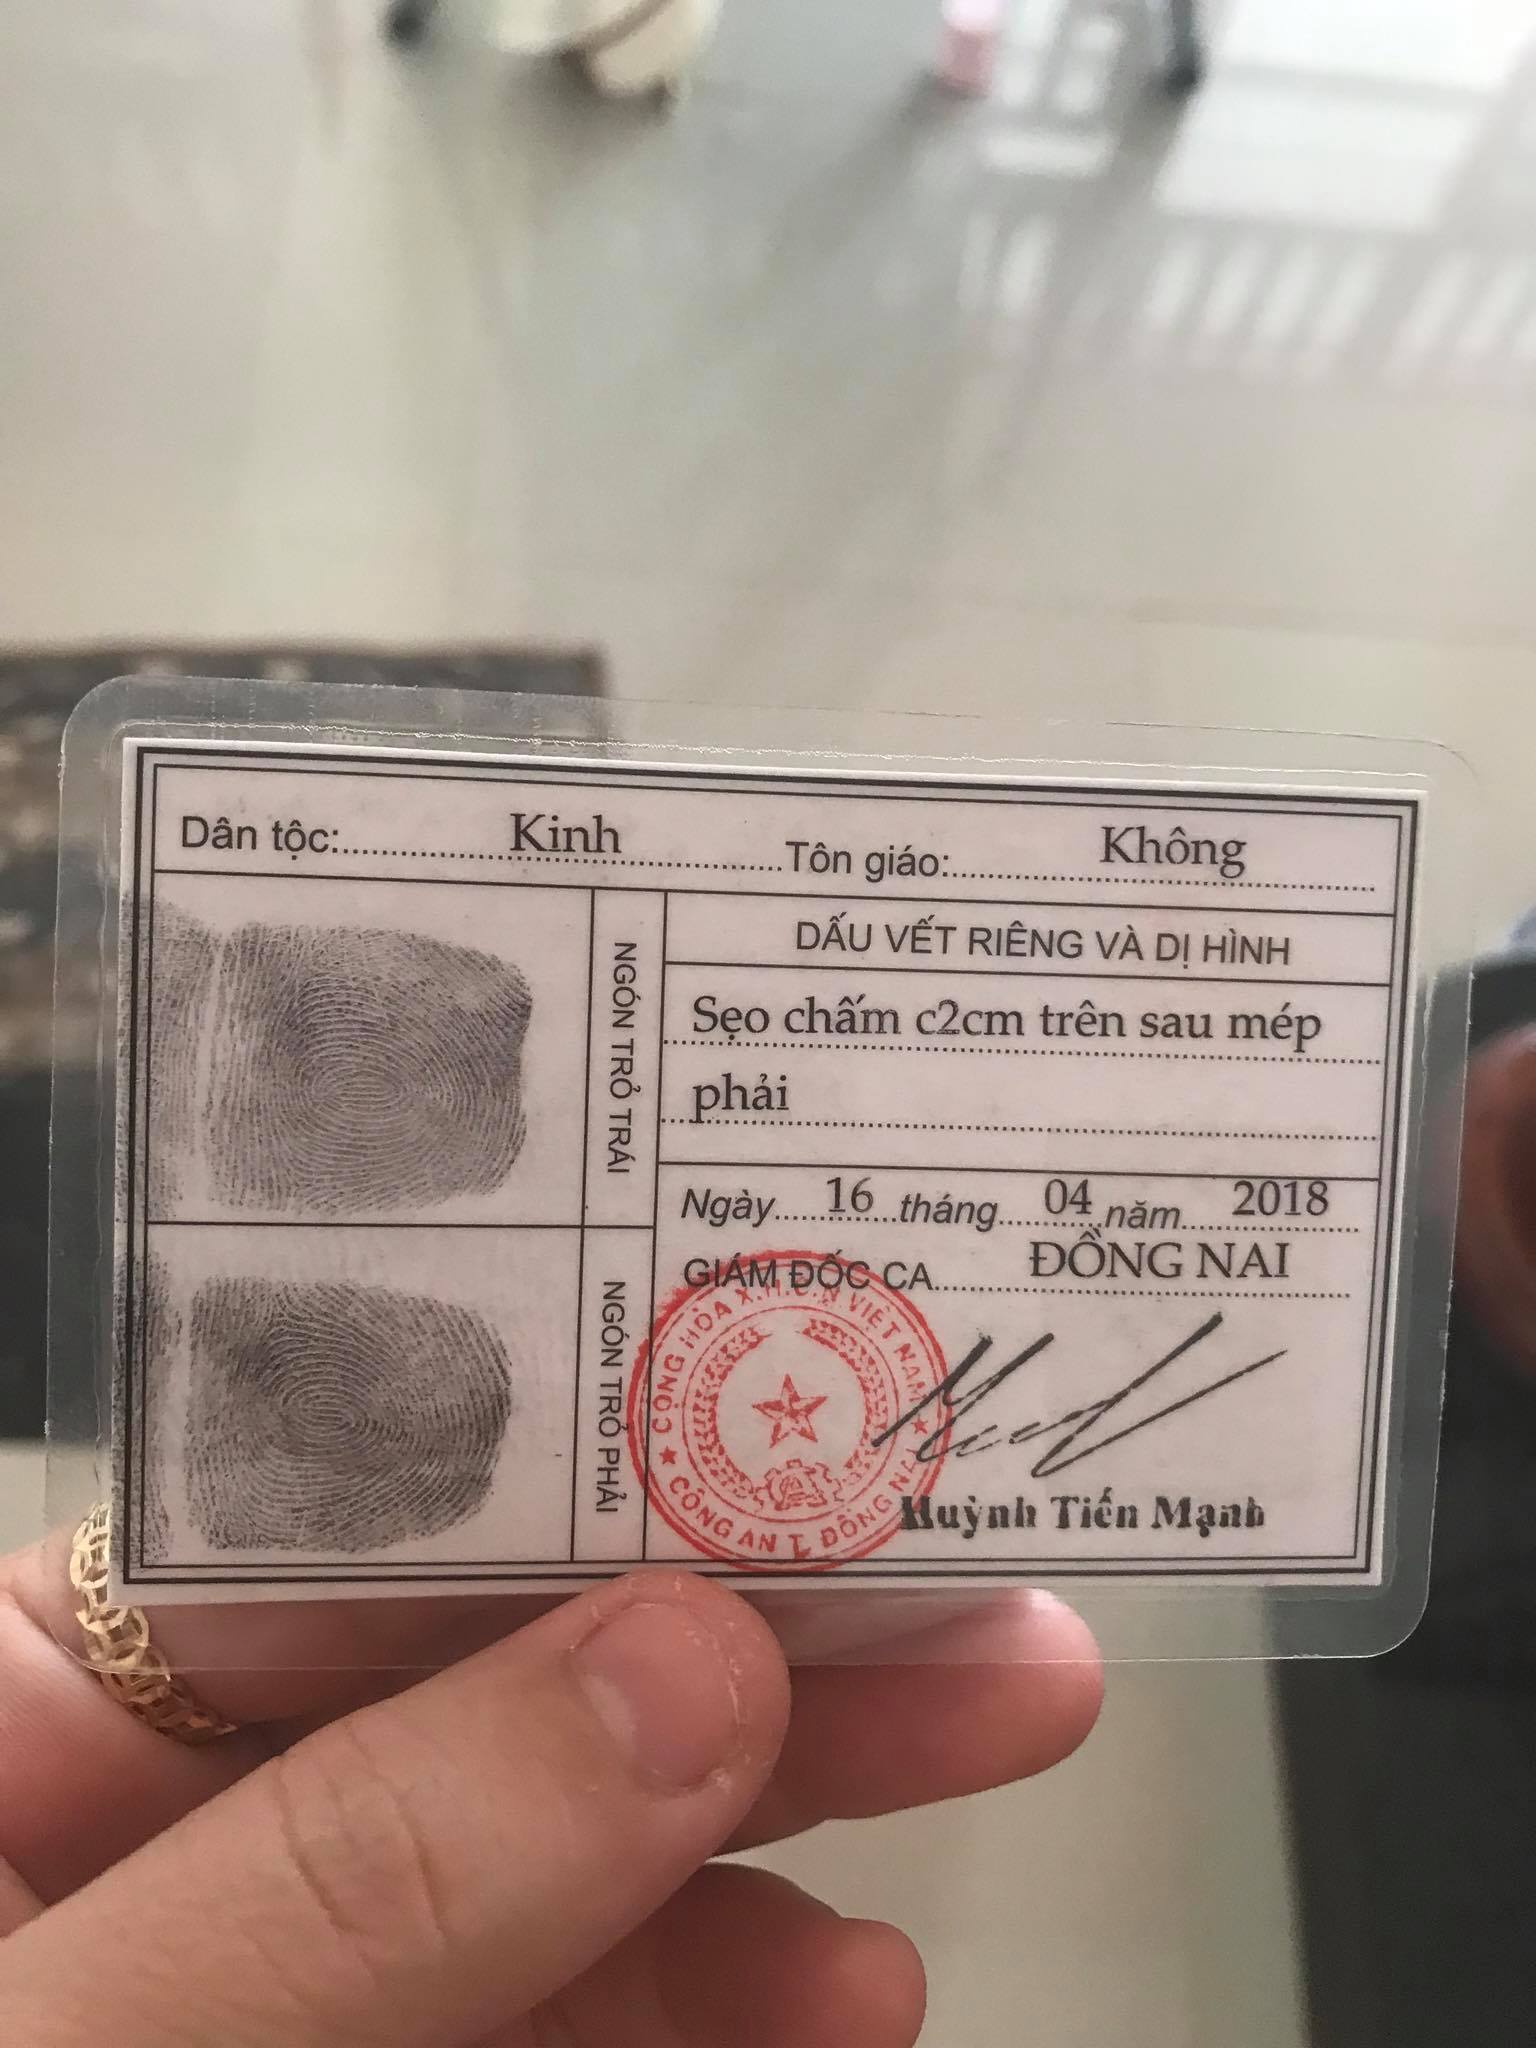 Dân tộc: Kinh Tôn giáo: Không
NGÓN TRỎ TRÁI
DẤU VẾT RIÊNG VÀ DỊ HÌNH
Sẹo chấm c2cm trên sau mép
phải
Ngày 16 tháng 04 năm 2018
GIÁM ĐỐC CA ĐỒNG NAI
NGÓN TRỎ PHẢI
CỘNG HÒA X.H.C.N VIỆT NAM
CÔNG AN T. ĐỒNG NAI
Huỳnh Tiến Mạnh